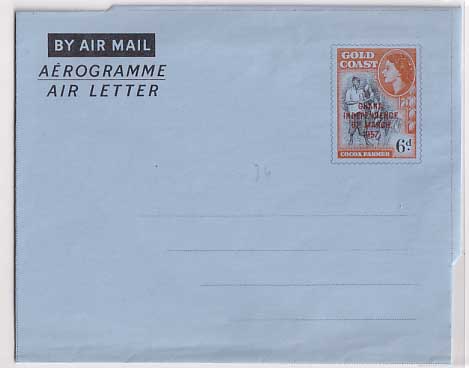 BY AIR MAIL
AÉROGRAMME
AIR LETTER
GOLD
COAST
GHANA
INDEPENDENCE
6TH MARCH
1957
COCOA FARMER
6d.